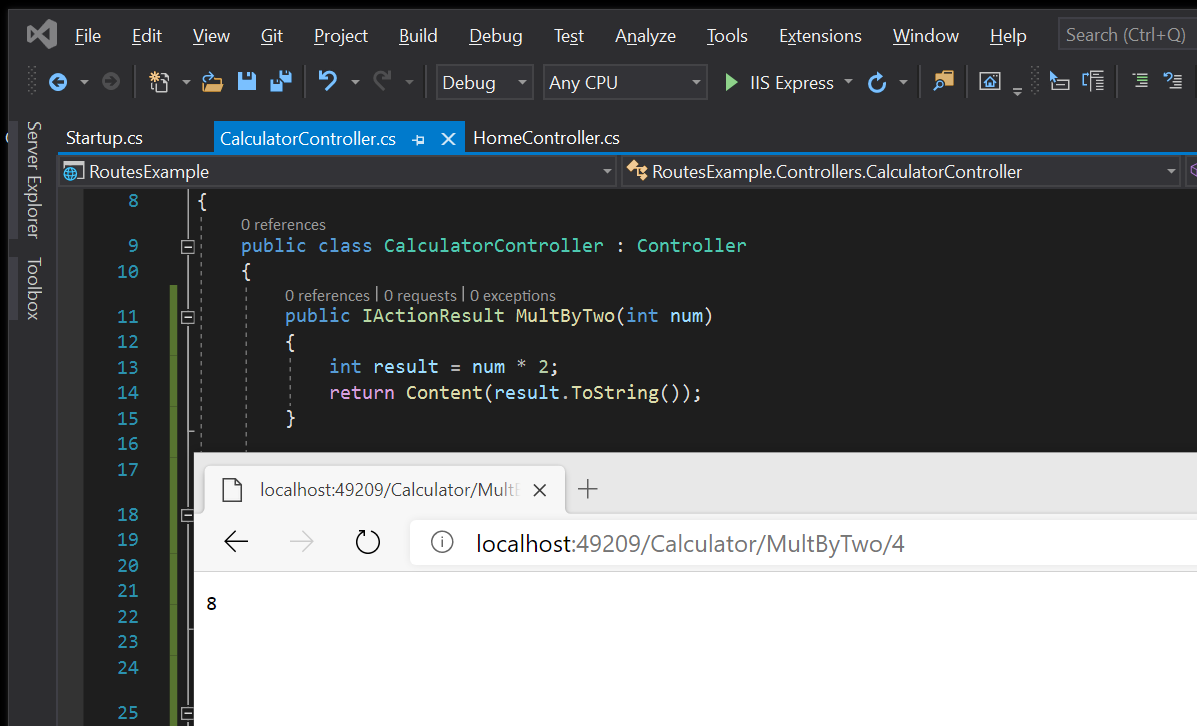 File Edit View Git Project Build Debug Test Analyze Tools Extensions Window Help Search (Ctrl+Q)
Debug Any CPU IIS Express
Server Explorer
Toolbox
Startup.cs CalculatorController.cs HomeController.cs
RoutesExample RoutesExample.Controllers.CalculatorController
8 {
0 references
9 public class CalculatorController : Controller
10 {
0 references | 0 requests | 0 exceptions
11 public IActionResult MultByTwo(int num)
12 {
13 int result = num * 2;
14 return Content(result.ToString());
15 }
16
17
18
19
20
21
22
23
24
25
localhost:49209/Calculator/MultB
localhost:49209/Calculator/MultByTwo/4
8